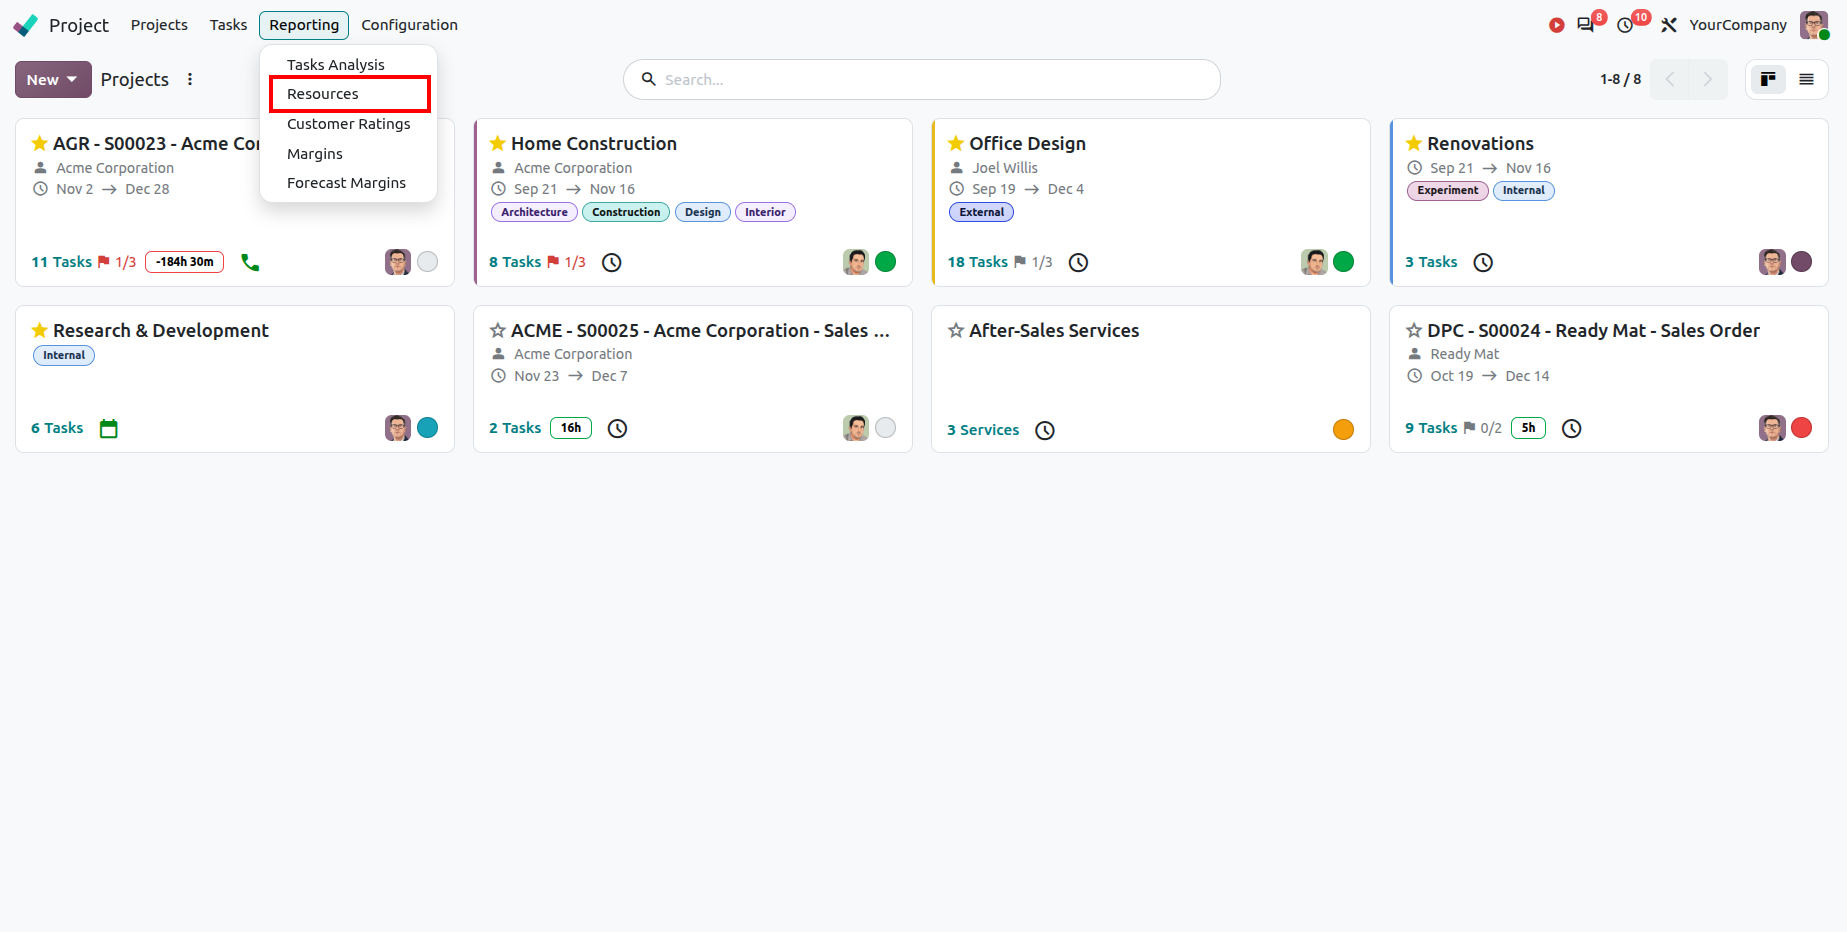 Project Projects Tasks Reporting Configuration 8 10 YourCompany
New Projects Search... 1-8 / 8
Tasks Analysis
Resources
Customer Ratings
Margins
Forecast Margins
AGR - S00023 - Acme Cor
Acme Corporation
Nov 2 → Dec 28
11 Tasks 1/3 -184h 30m
Home Construction
Acme Corporation
Sep 21 → Nov 16
Architecture Construction Design Interior
8 Tasks 1/3
Office Design
Joel Willis
Sep 19 → Dec 4
External
18 Tasks 1/3
Renovations
Sep 21 → Nov 16
Experiment Internal
3 Tasks
Research & Development
Internal
6 Tasks
ACME - S00025 - Acme Corporation - Sales ...
Acme Corporation
Nov 23 → Dec 7
2 Tasks 16h
After-Sales Services
3 Services
DPC - S00024 - Ready Mat - Sales Order
Ready Mat
Oct 19 → Dec 14
9 Tasks 0/2 5h